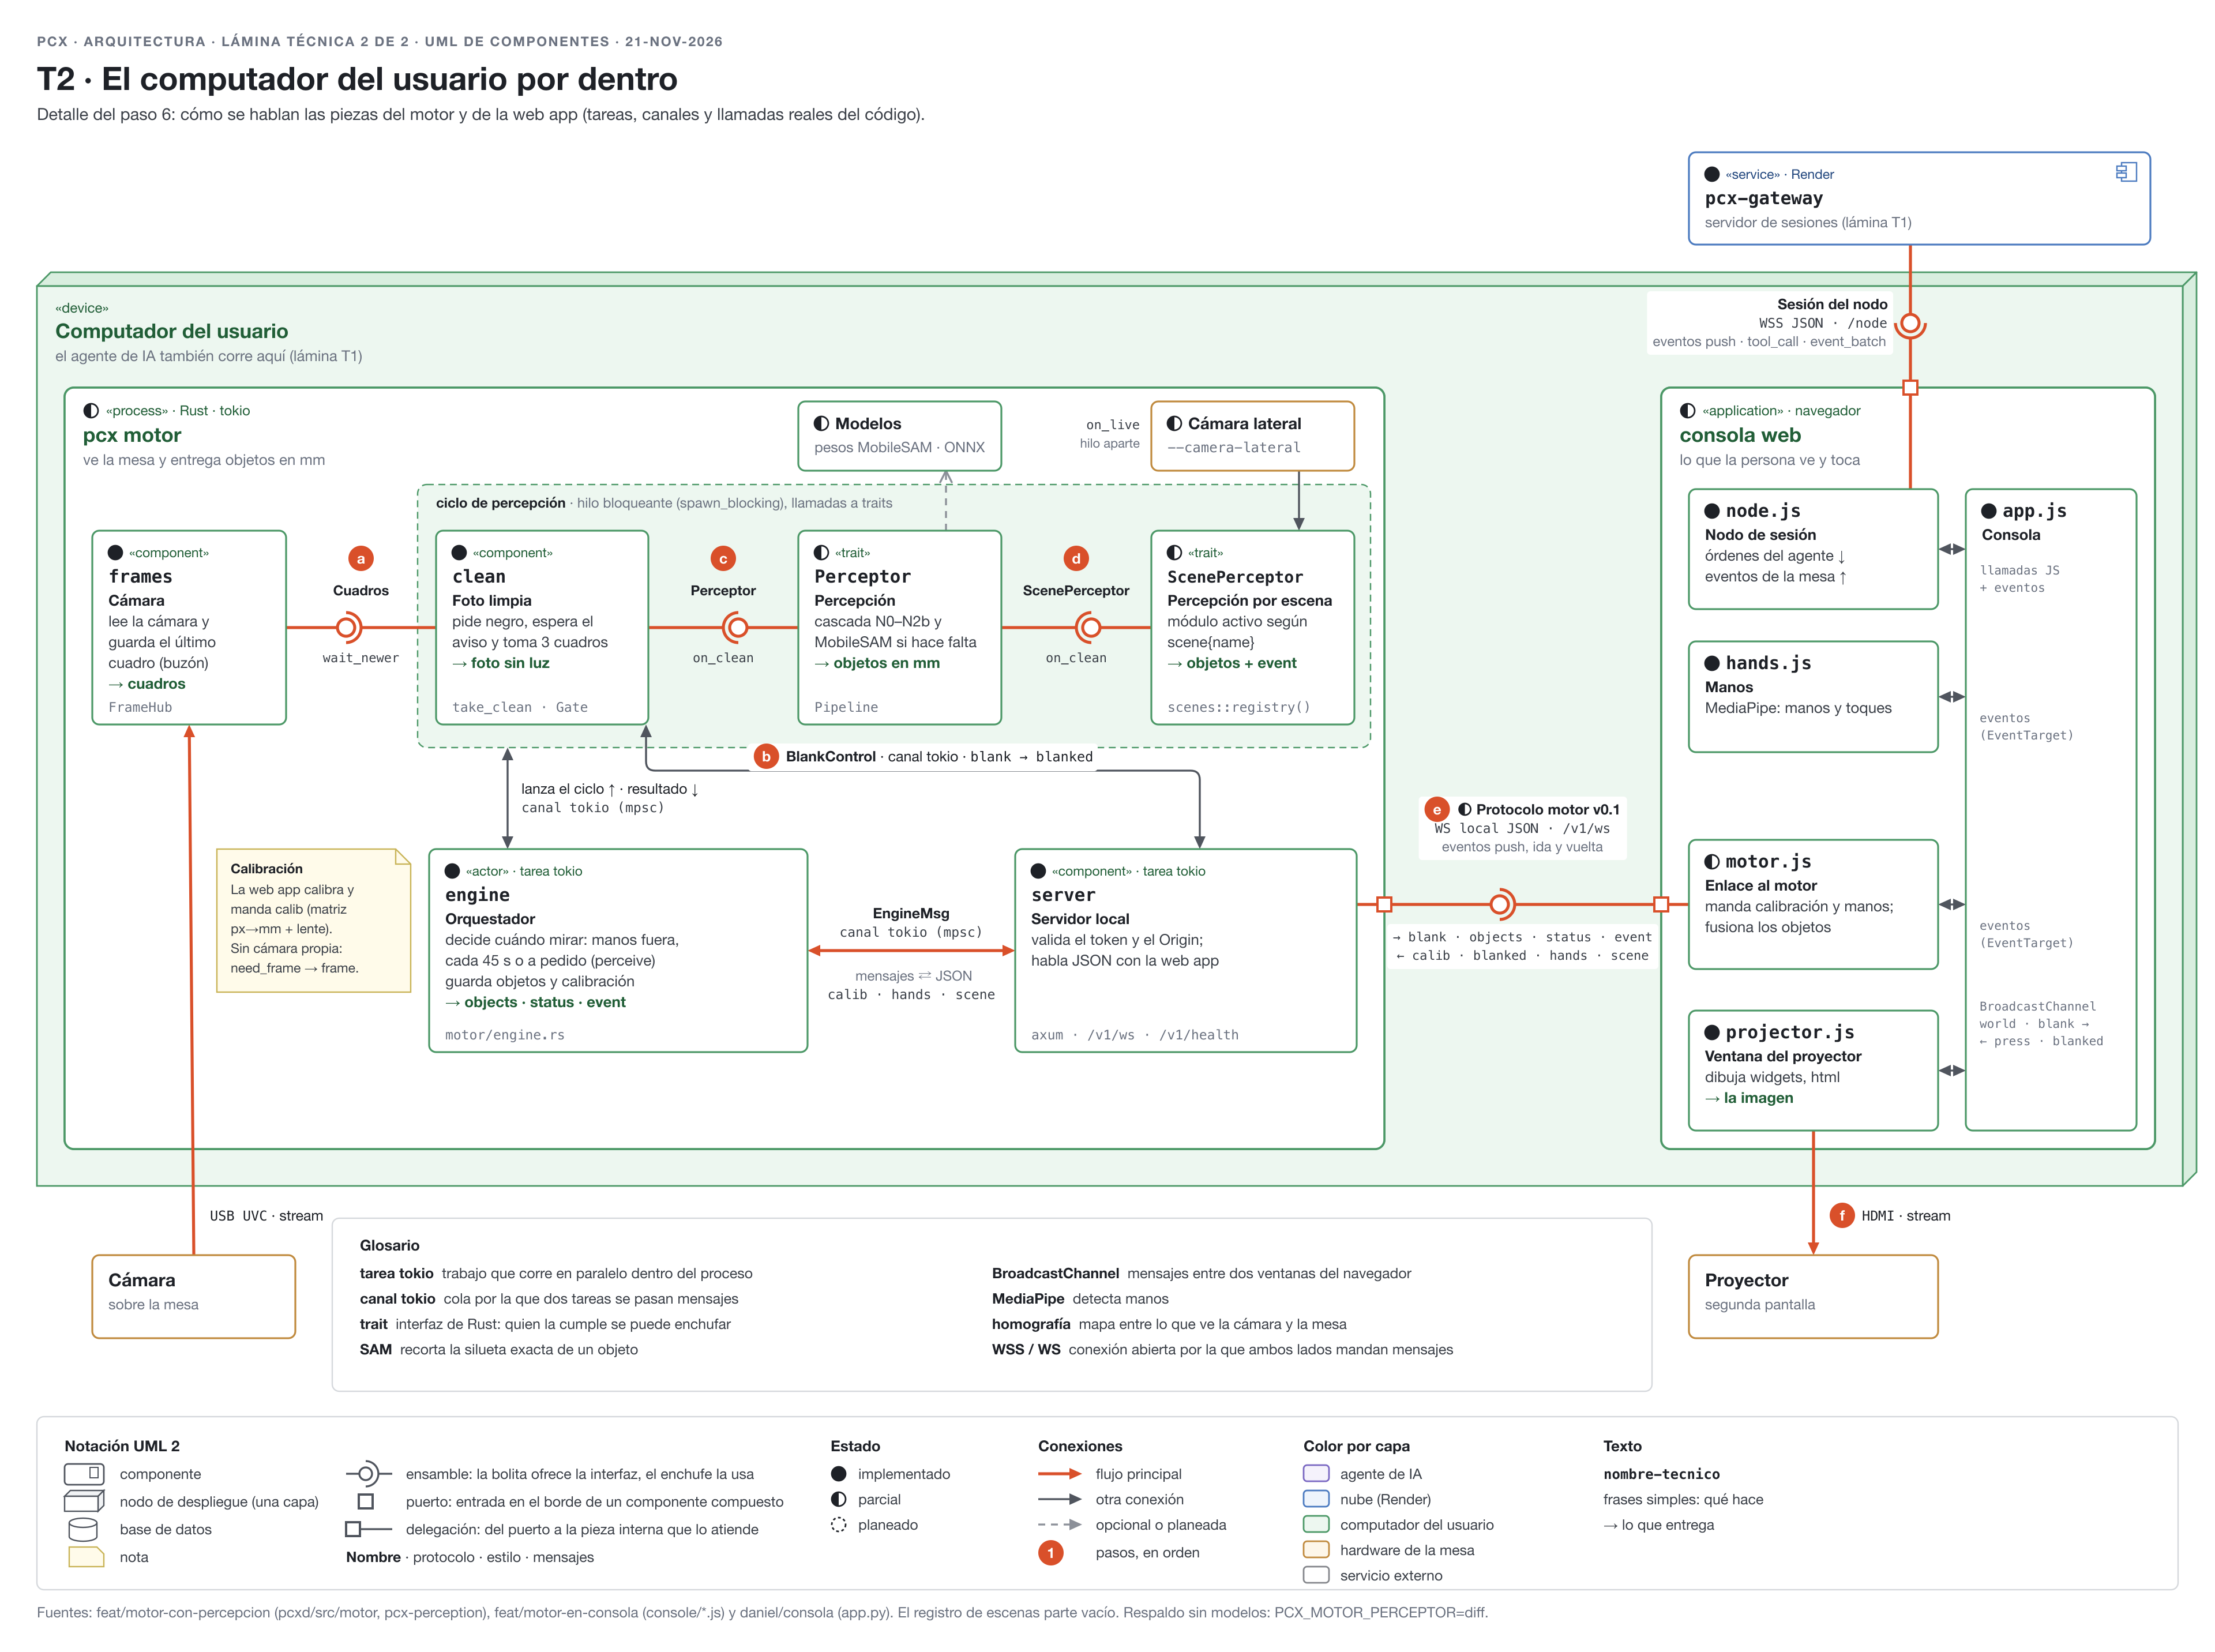 PCX · ARQUITECTURA · LÁMINA TÉCNICA 2 DE 2 · UML DE COMPONENTES · 21-NOV-2026
T2 · El computador del usuario por dentro
Detalle del paso 6: cómo se hablan las piezas del motor y de la web app (tareas, canales y llamadas reales del código).
«service» · Render
pcx-gateway
servidor de sesiones (lámina T1)
«device»
Computador del usuario
el agente de IA también corre aquí (lámina T1)
Sesión del nodo
WSS JSON · /node
eventos push · tool_call · event_batch
«process» · Rust · tokio
pcx motor
ve la mesa y entrega objetos en mm
Modelos
pesos MobileSAM · ONNX
on_live
hilo aparte
Cámara lateral
--camera-lateral
ciclo de percepción · hilo bloqueante (spawn_blocking), llamadas a traits
«component»
frames
Cámara
lee la cámara y
guarda el último
cuadro (buzón)
→ cuadros
FrameHub
a
Cuadros
wait_newer
«component»
clean
Foto limpia
pide negro, espera el
aviso y toma 3 cuadros
→ foto sin luz
take_clean · Gate
c
Perceptor
on_clean
«trait»
Perceptor
Percepción
cascada N0–N2b y
MobileSAM si hace falta
→ objetos en mm
Pipeline
d
ScenePerceptor
on_clean
«trait»
ScenePerceptor
Percepción por escena
módulo activo según
scene{name}
→ objetos + event
scenes::registry()
b BlankControl · canal tokio · blank → blanked
lanza el ciclo ↑ · resultado ↓
canal tokio (mpsc)
Calibración
La web app calibra y
manda calib (matriz
px→mm + lente).
Sin cámara propia:
need_frame → frame.
«actor» · tarea tokio
engine
Orquestador
decide cuándo mirar: manos fuera,
cada 45 s o a pedido (perceive)
guarda objetos y calibración
→ objects · status · event
motor/engine.rs
EngineMsg
canal tokio (mpsc)
mensajes ⇄ JSON
calib · hands · scene
«component» · tarea tokio
server
Servidor local
valida el token y el Origin;
habla JSON con la web app
axum · /v1/ws · /v1/health
e Protocolo motor v0.1
WS local JSON · /v1/ws
eventos push, ida y vuelta
→ blank · objects · status · event
← calib · blanked · hands · scene
«application» · navegador
consola web
lo que la persona ve y toca
node.js
Nodo de sesión
órdenes del agente ↓
eventos de la mesa ↑
hands.js
Manos
MediaPipe: manos y toques
motor.js
Enlace al motor
manda calibración y manos;
fusiona los objetos
projector.js
Ventana del proyector
dibuja widgets, html
→ la imagen
app.js
Consola
llamadas JS
+ eventos
eventos
(EventTarget)
eventos
(EventTarget)
BroadcastChannel
world · blank →
← press · blanked
USB UVC · stream
Cámara
sobre la mesa
f HDMI · stream
Proyector
segunda pantalla
Glosario
tarea tokio trabajo que corre en paralelo dentro del proceso
canal tokio cola por la que dos tareas se pasan mensajes
trait interfaz de Rust: quien la cumple se puede enchufar
SAM recorta la silueta exacta de un objeto
BroadcastChannel mensajes entre dos ventanas del navegador
MediaPipe detecta manos
homografía mapa entre lo que ve la cámara y la mesa
WSS / WS conexión abierta por la que ambos lados mandan mensajes
Notación UML 2
componente
nodo de despliegue (una capa)
base de datos
nota
ensamble: la bolita ofrece la interfaz, el enchufe la usa
puerto: entrada en el borde de un componente compuesto
delegación: del puerto a la pieza interna que lo atiende
Nombre · protocolo · estilo · mensajes
Estado
implementado
parcial
planeado
Conexiones
flujo principal
otra conexión
opcional o planeada
1 pasos, en orden
Color por capa
agente de IA
nube (Render)
computador del usuario
hardware de la mesa
servicio externo
Texto
nombre-tecnico
frases simples: qué hace
→ lo que entrega
Fuentes: feat/motor-con-percepcion (pcxd/src/motor, pcx-perception), feat/motor-en-consola (console/*.js) y daniel/consola (app.py). El registro de escenas parte vacío. Respaldo sin modelos: PCX_MOTOR_PERCEPTOR=diff.